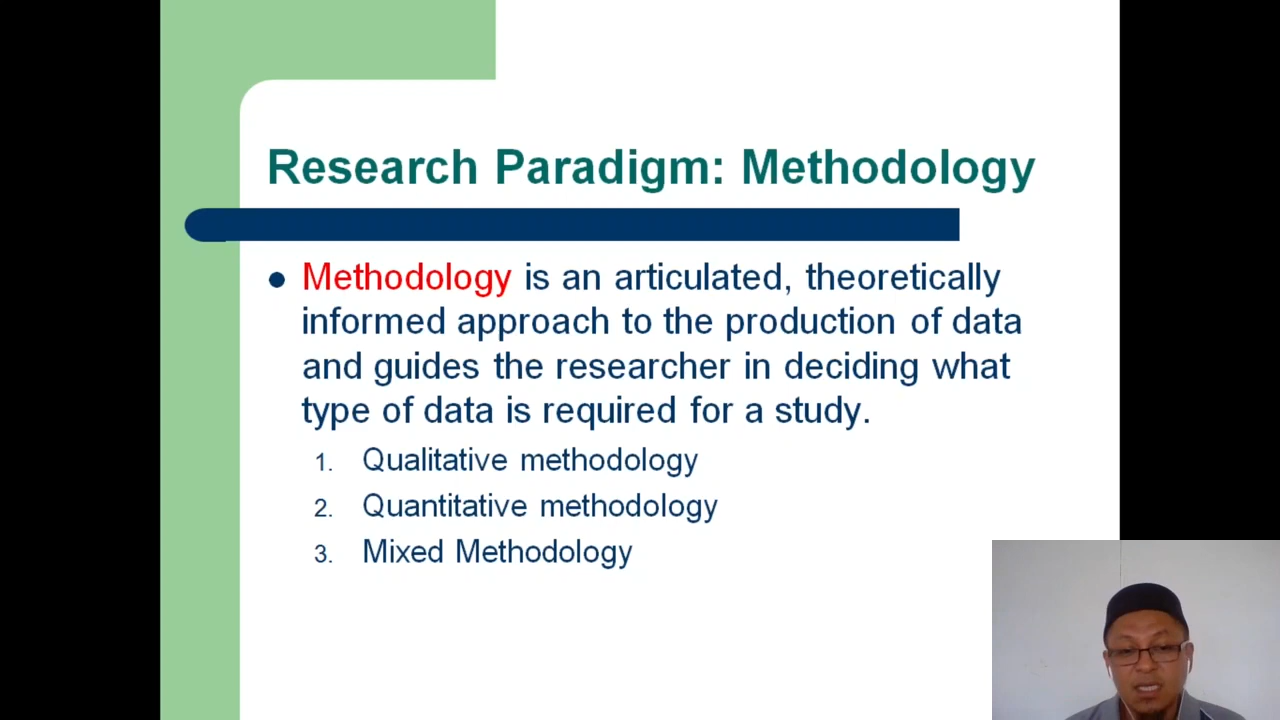 Research Paradigm: Methodology
● Methodology is an articulated, theoretically
informed approach to the production of data
and guides the researcher in deciding what
type of data is required for a study.
1. Qualitative methodology
2. Quantitative methodology
3. Mixed Methodology